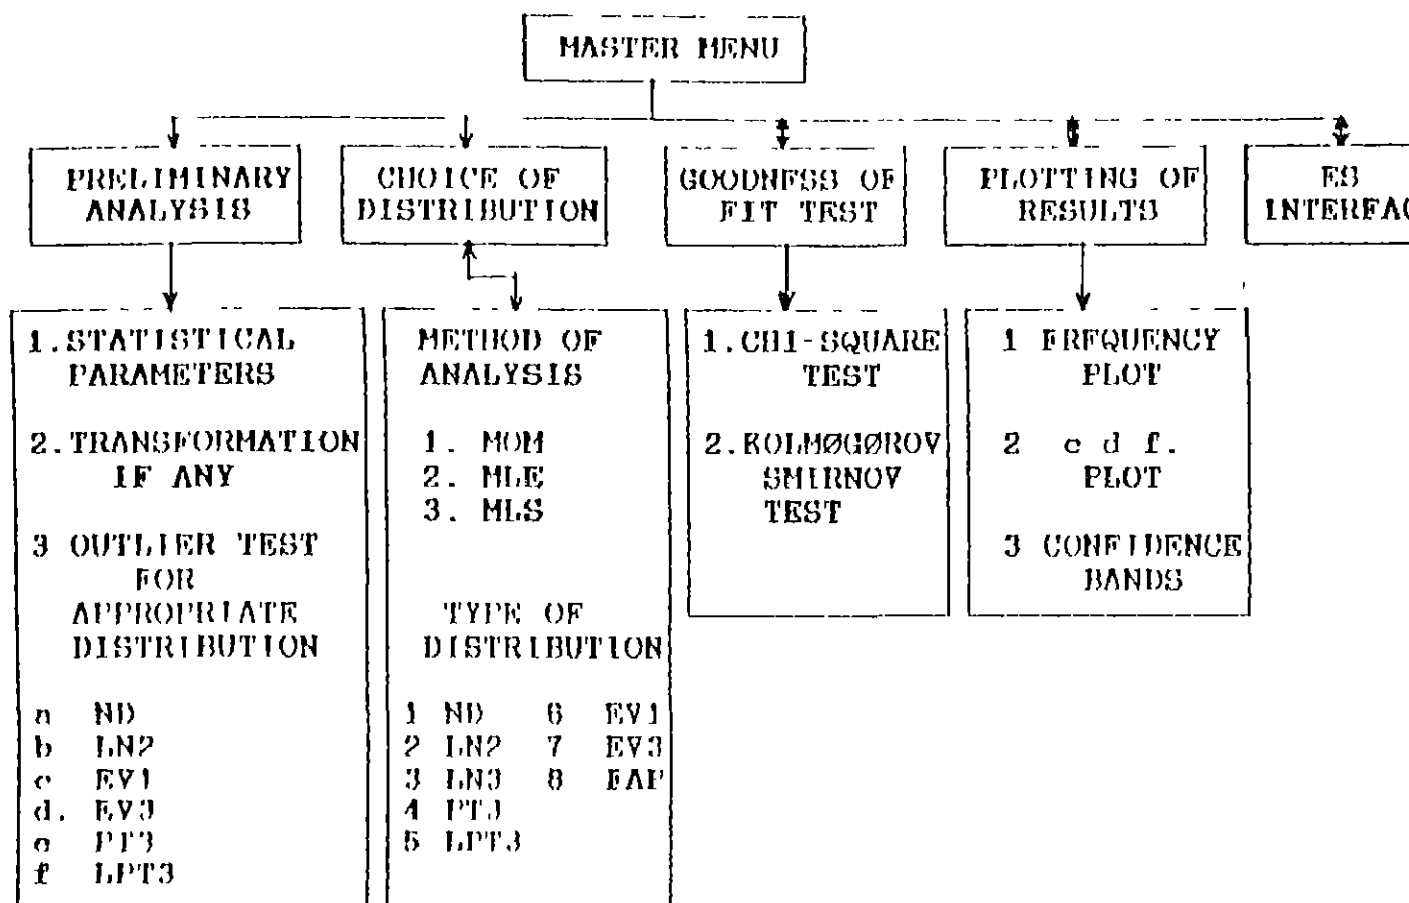 MASTER MENU
PRELIMINARY
ANALYSIS
CHOICE OF
DISTRIBUTION
GOODNESS OF
FIT TEST
PLOTTING OF
RESULTS
ES
INTERFAC
1.STATISTICAL
PARAMETERS
2.TRANSFORMATION
IF ANY
3 OUTLIER TEST
FOR
APPROPRIATE
DISTRIBUTION
a ND
b LN2
c EV1
d. EV3
e PT3
f LPT3
METHOD OF
ANALYSIS
1. MOM
2. MLE
3. MLS
TYPE OF
DISTRIBUTION
1 ND 6 EV1
2 LN2 7 EV3
3 LN3 8
4 PT3
5 LPT3
1.CHI-SQUARE
TEST
2.KOLMØGØROV
SMIRNOV
TEST
1 FREQUENCY
PLOT
2 c d f.
PLOT
3 CONFIDENCE
BANDS